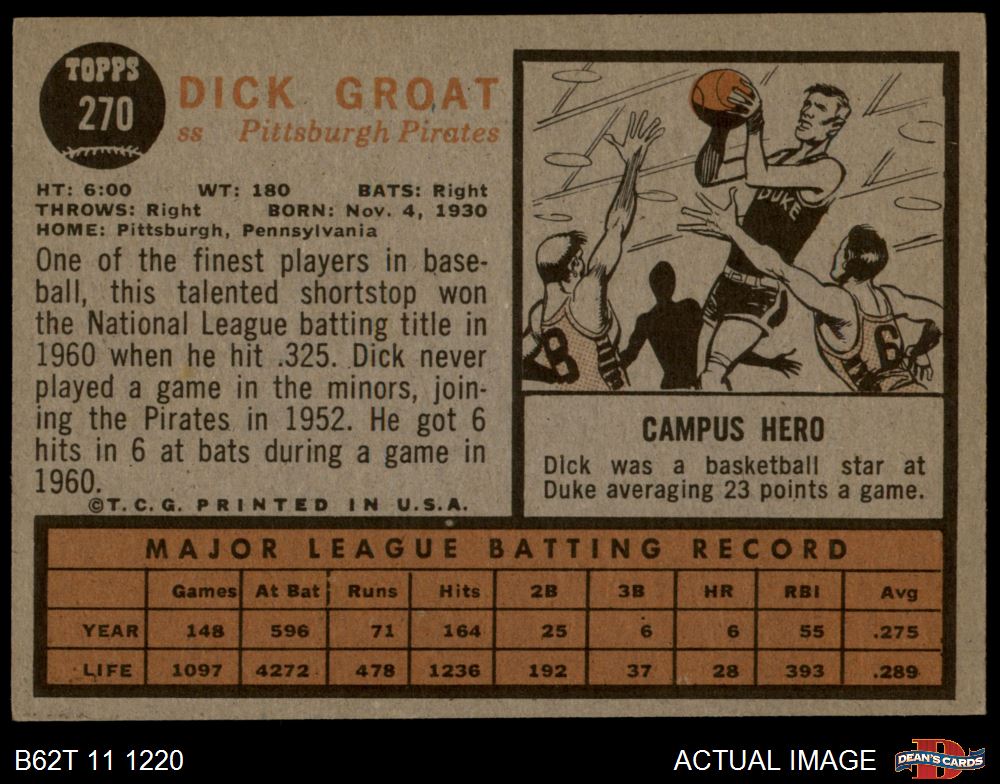 TOPPS
270
DICK GROAT
ss Pittsburgh Pirates
HT: 6:00 WT: 180 BATS: Right
THROWS: Right BORN: Nov. 4, 1930
HOME: Pittsburgh, Pennsylvania
One of the finest players in base-
ball, this talented shortstop won
the National League batting title in
1960 when he hit .325. Dick never
played a game in the minors, join-
ing the Pirates in 1952. He got 6
hits in 6 at bats during a game in
1960.
©T.C.G. PRINTED IN U.S.A.
DUKE
8
6
CAMPUS HERO
Dick was a basketball star at
Duke averaging 23 points a game.
MAJOR LEAGUE BATTING RECORD
Games At Bat Runs Hits 2B 3B HR RBI Avg
YEAR 148 596 71 164 25 6 6 55 .275
LIFE 1097 4272 478 1236 192 37 28 393 .289
B62T 11 1220 ACTUAL IMAGE D DEAN'S CARDS